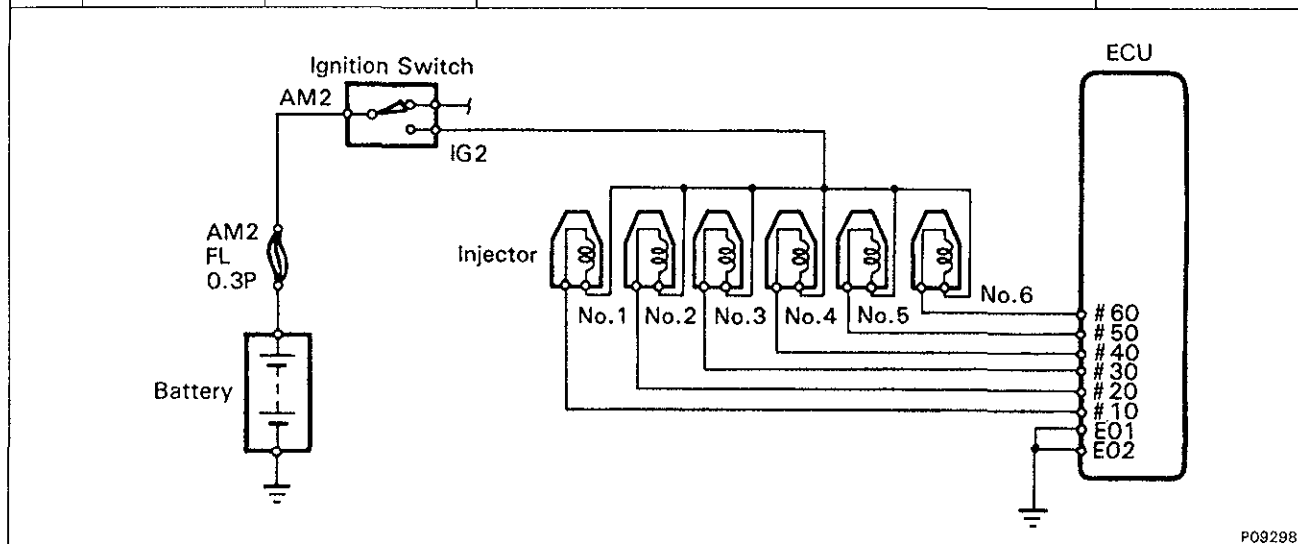 Ignition Switch
AM2
IG2
AM2
FL
0.3P
Battery
Injector
No.1
No.2
No.3
No.4
No.5
No.6
ECU
#60
#50
#40
#30
#20
#10
E01
E02
P09298